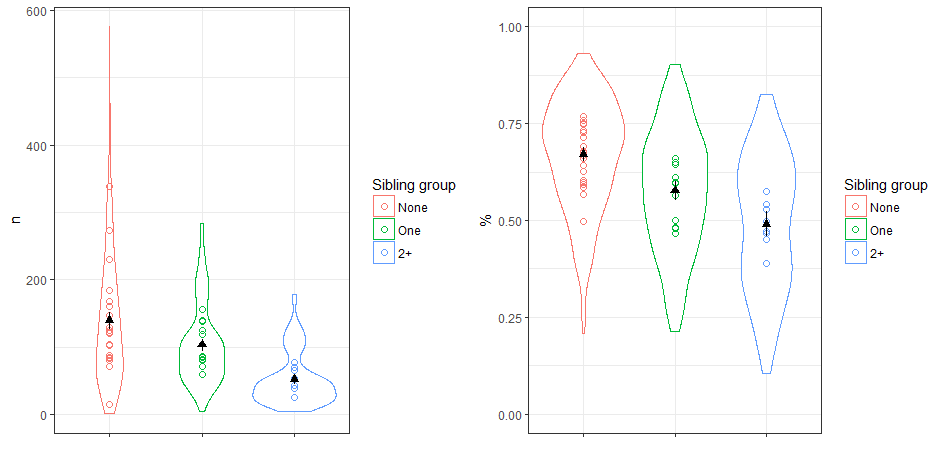 600
400
200
0
n
Sibling group
None
One
2+
1.00
0.75
0.50
0.25
0.00
%
Sibling group
None
One
2+